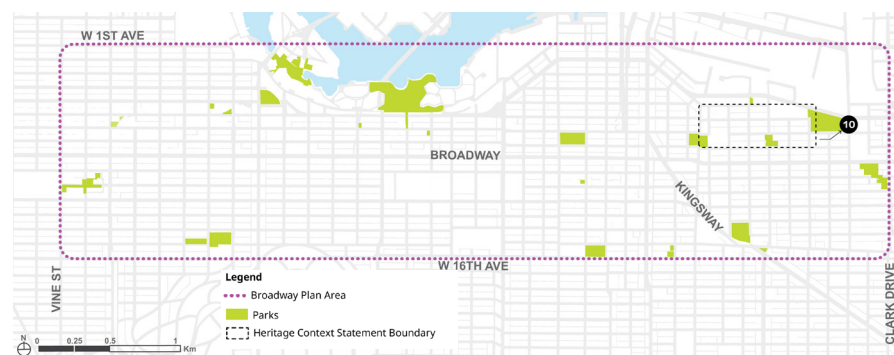 W 1ST AVE
10
BROADWAY
KINGSWAY
W 16TH AVE
VINE ST
CLARK DRIVE
Legend
Broadway Plan Area
Parks
Heritage Context Statement Boundary
N
0 0.25 0.5 1
Km